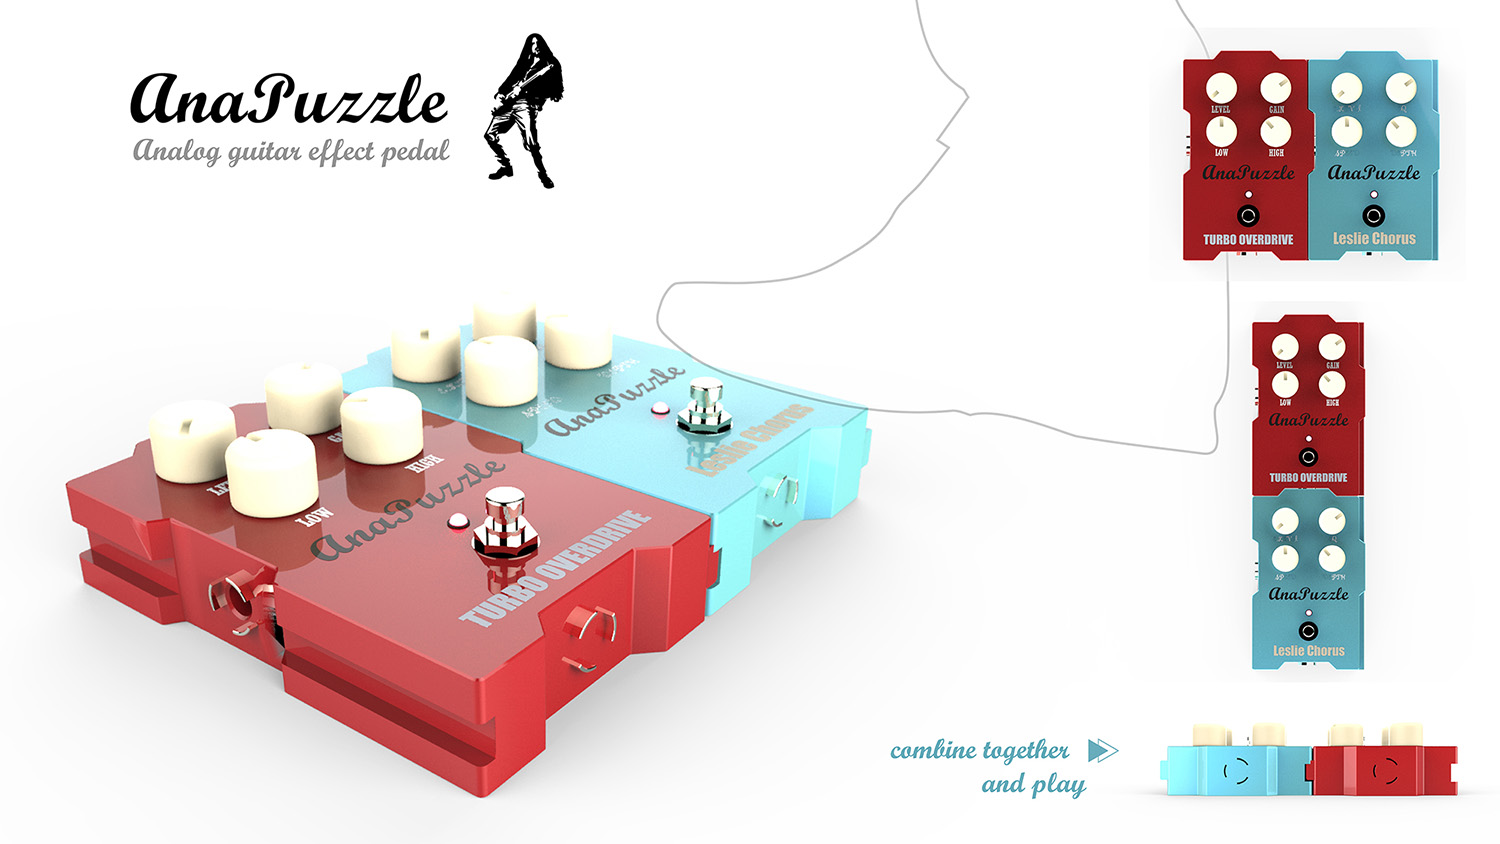 AnaPuzzle
Analog guitar effect pedal
LEVEL GAIN
LOW HIGH
AnaPuzzle AnaPuzzle
TURBO OVERDRIVE Leslie Chorus
HIGH
LOW
AnaPuzzle
TURBO OVERDRIVE
AnaPuzzle
Leslie Chorus
LEVEL GAIN
LOW HIGH
AnaPuzzle
TURBO OVERDRIVE
AnaPuzzle
Leslie Chorus
combine together
and play